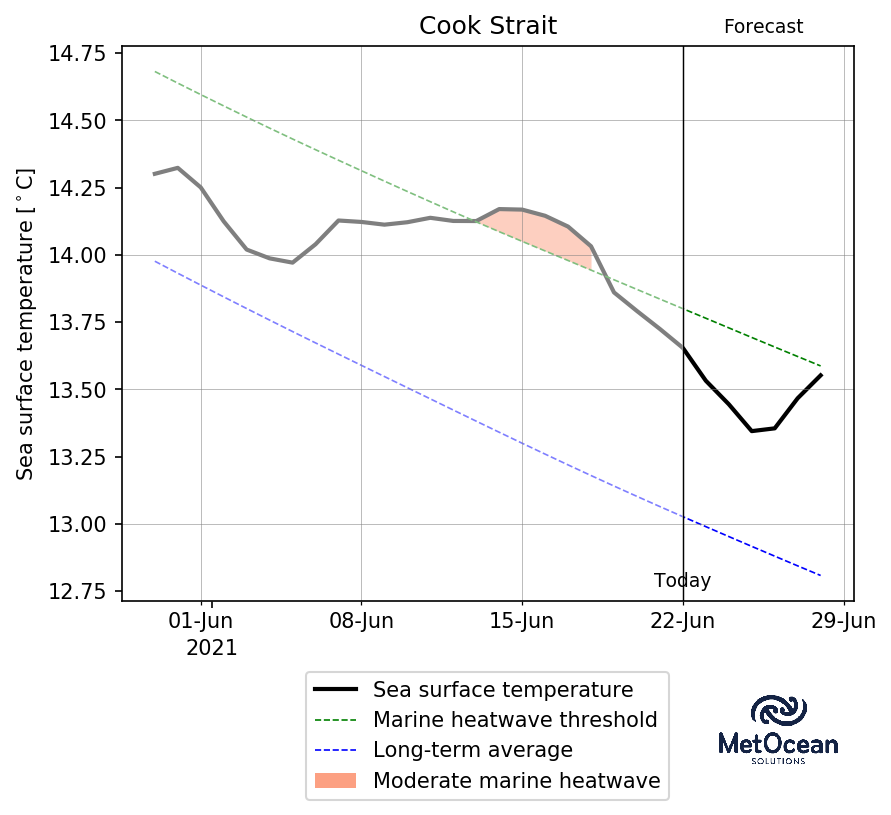 Cook Strait
Forecast
14.75
14.50
14.25
14.00
13.75
13.50
13.25
13.00
12.75
Sea surface temperature [°C]
Today
01-Jun
2021
08-Jun
15-Jun
22-Jun
29-Jun
Sea surface temperature
Marine heatwave threshold
Long-term average
Moderate marine heatwave
MetOcean
SOLUTIONS